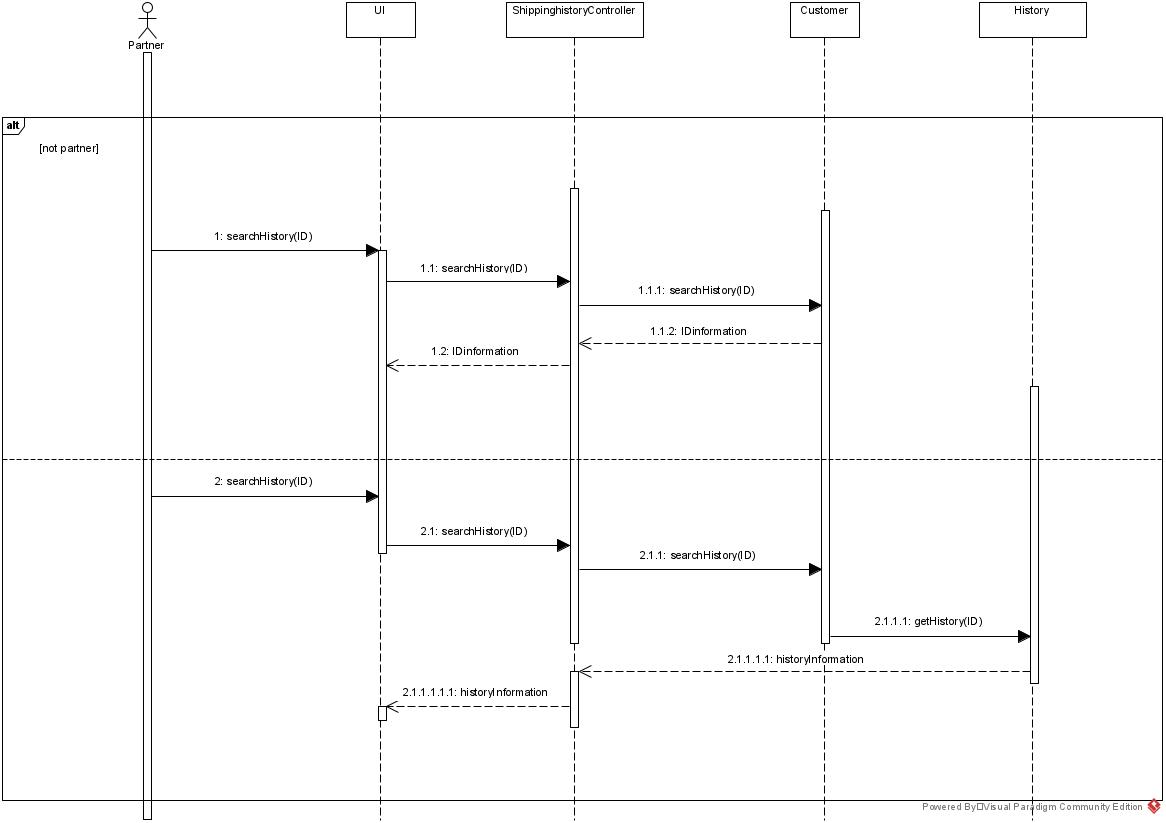 UI
ShippinghistoryController
Customer
History
Partner
alt
[not partner]
1: searchHistory(ID)
1.1: searchHistory(ID)
1.1.1: searchHistory(ID)
1.1.2: IDinformation
1.2: IDinformation
2: searchHistory(ID)
2.1: searchHistory(ID)
2.1.1: searchHistory(ID)
2.1.1.1: getHistory(ID)
2.1.1.1.1: historyInformation
2.1.1.1.1.1: historyInformation
Powered By Visual Paradigm Community Edition